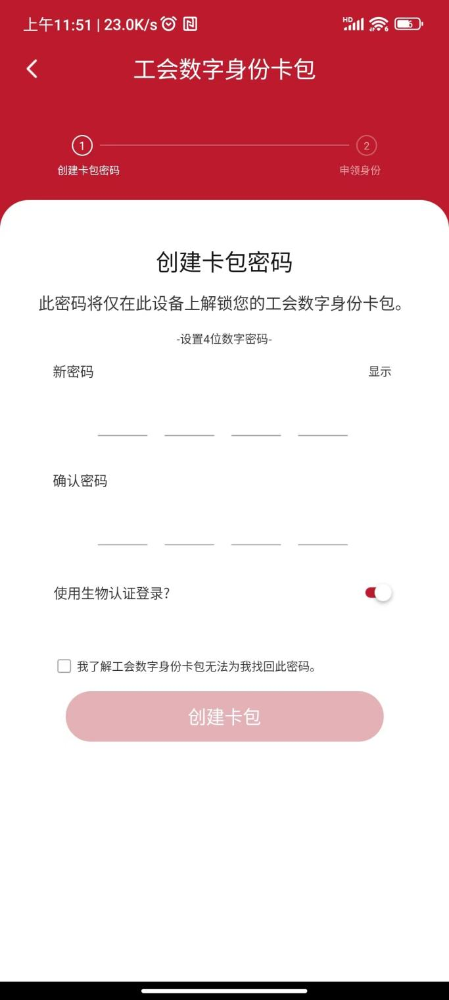 上午11:51 | 23.0K/s HD 6
工会数字身份卡包
1 2
创建卡包密码 申领身份
创建卡包密码
此密码将仅在此设备上解锁您的工会数字身份卡包。
-设置4位数字密码-
新密码 显示
确认密码
使用生物认证登录?
我了解工会数字身份卡包无法为我找回此密码。
创建卡包